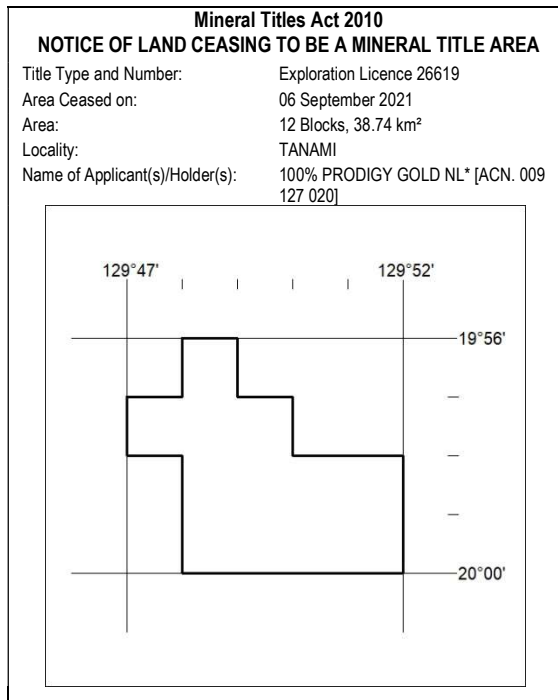 Mineral Titles Act 2010
NOTICE OF LAND CEASING TO BE A MINERAL TITLE AREA
Title Type and Number: Exploration Licence 26619
Area Ceased on: 06 September 2021
Area: 12 Blocks, 38.74 km²
Locality: TANAMI
Name of Applicant(s)/Holder(s): 100% PRODIGY GOLD NL* [ACN. 009
127 020]
129°47' 129°52'
19°56'
20°00'